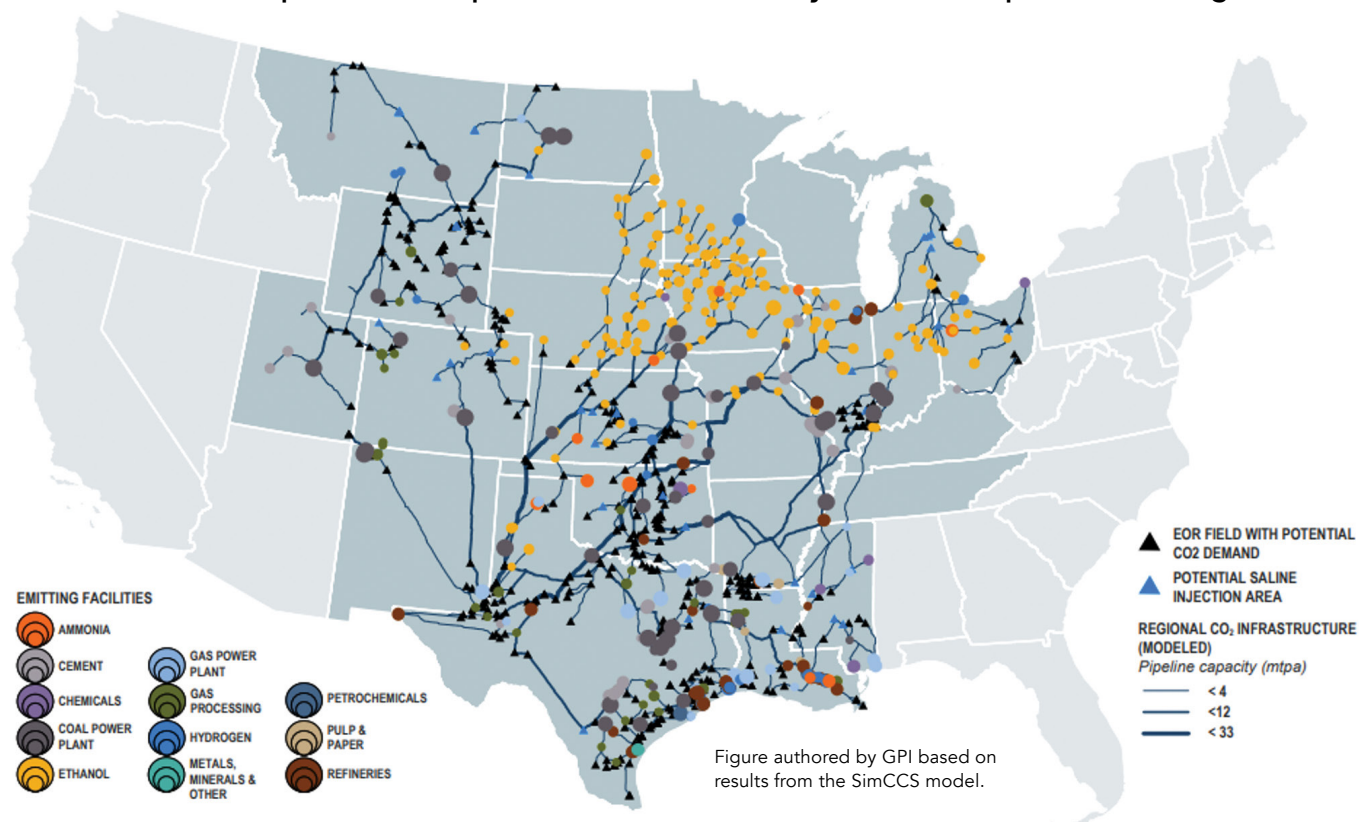 EMITTING FACILITIES
AMMONIA
CEMENT
CHEMICALS
COAL POWER
PLANT
ETHANOL
GAS POWER
PLANT
GAS
PROCESSING
HYDROGEN
METALS,
MINERALS &
OTHER
PETROCHEMICALS
PULP &
PAPER
REFINERIES
Figure authored by GPI based on
results from the SimCCS model.
EOR FIELD WITH POTENTIAL
CO2 DEMAND
POTENTIAL SALINE
INJECTION AREA
REGIONAL CO₂ INFRASTRUCTURE
(MODELED)
Pipeline capacity (mtpa)
< 4
<12
< 33